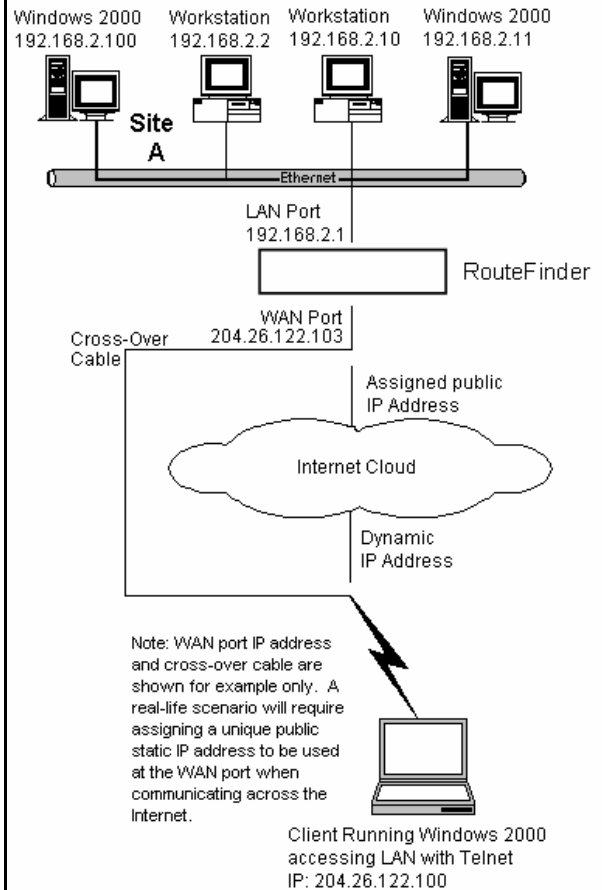 Windows 2000
192.168.2.100
Workstation
192.168.2.2
Workstation
192.168.2.10
Windows 2000
192.168.2.11
Site
A
Ethernet
LAN Port
192.168.2.1
RouteFinder
WAN Port
204.26.122.103
Cross-Over
Cable
Assigned public
IP Address
Internet Cloud
Dynamic
IP Address
Note: WAN port IP address
and cross-over cable are
shown for example only. A
real-life scenario will require
assigning a unique public
static IP address to be used
at the WAN port when
communicating across the
Internet.
Client Running Windows 2000
accessing LAN with Telnet
IP: 204.26.122.100